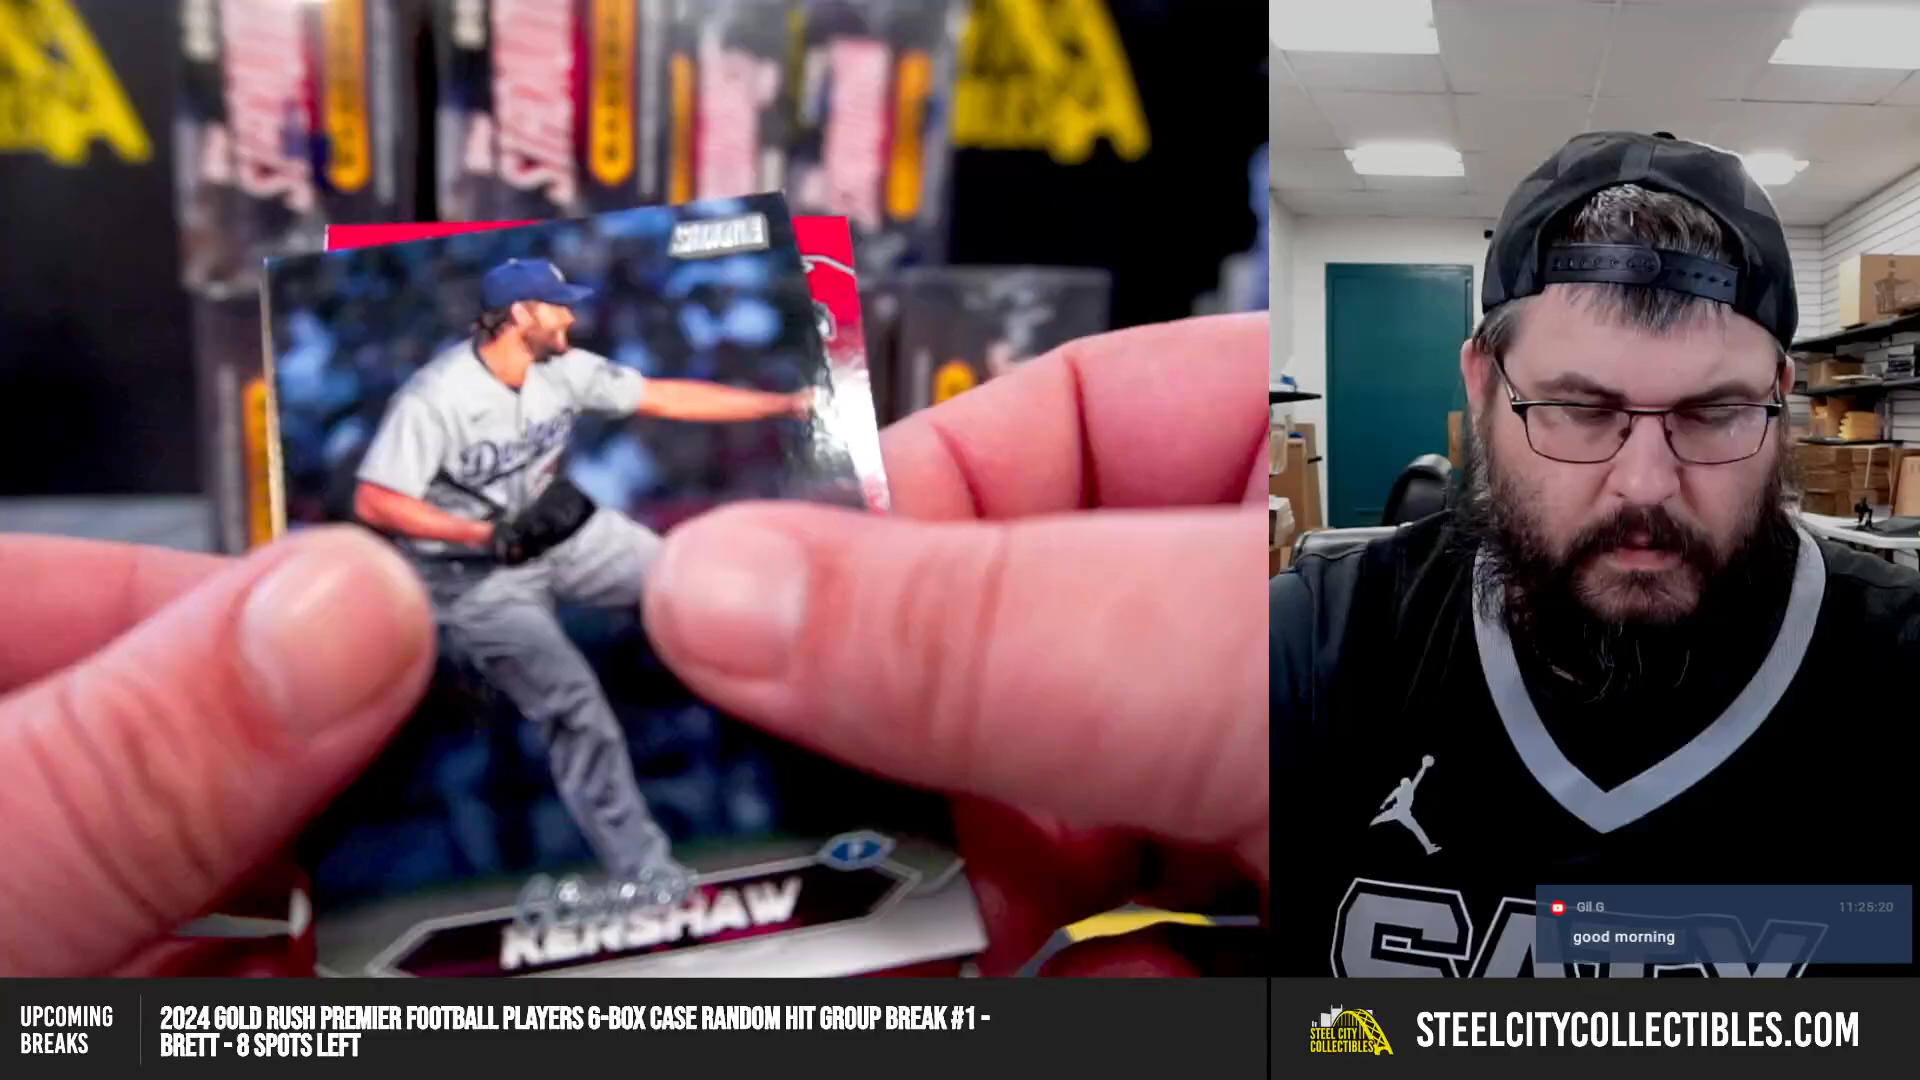 STADIUM
Dodgers
KERSHAW
Gil G
11:25:20
good morning
UPCOMING
BREAKS
2024 GOLD RUSH PREMIER FOOTBALL PLAYERS 6-BOX CASE RANDOM HIT GROUP BREAK #1 -
BRETT - 8 SPOTS LEFT
STEEL CITY
COLLECTIBLES
STEELCITYCOLLECTIBLES.COM